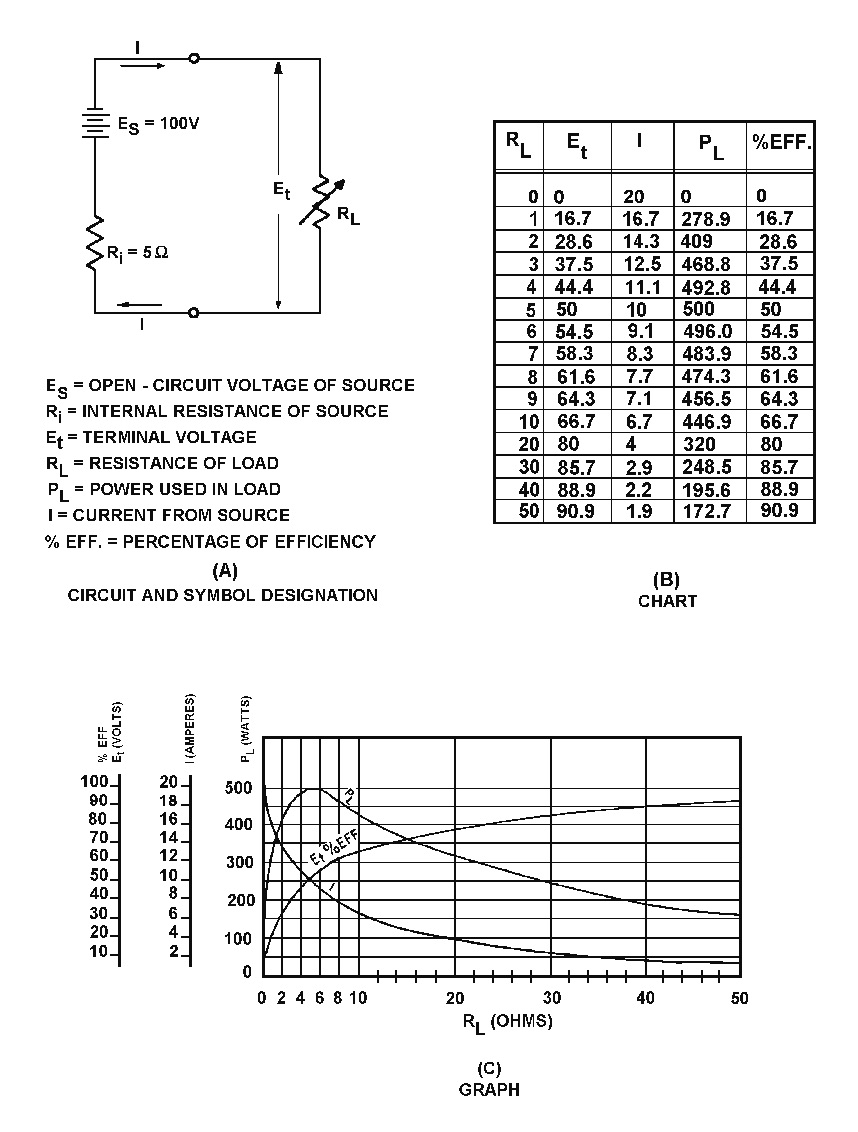 I
E_S = 100V
E_t
R_L
R_i = 5 Ω
I
E_S = OPEN - CIRCUIT VOLTAGE OF SOURCE
R_i = INTERNAL RESISTANCE OF SOURCE
E_t = TERMINAL VOLTAGE
R_L = RESISTANCE OF LOAD
P_L = POWER USED IN LOAD
I = CURRENT FROM SOURCE
% EFF. = PERCENTAGE OF EFFICIENCY
(A)
CIRCUIT AND SYMBOL DESIGNATION
R_L E_t I P_L %EFF.
0 0 20 0 0
1 16.7 16.7 278.9 16.7
2 28.6 14.3 409 28.6
3 37.5 12.5 468.8 37.5
4 44.4 11.1 492.8 44.4
5 50 10 500 50
6 54.5 9.1 496.0 54.5
7 58.3 8.3 483.9 58.3
8 61.6 7.7 474.3 61.6
9 64.3 7.1 456.5 64.3
10 66.7 6.7 446.9 66.7
20 80 4 320 80
30 85.7 2.9 248.5 85.7
40 88.9 2.2 195.6 88.9
50 90.9 1.9 172.7 90.9
(B)
CHART
% EFF
E_t (VOLTS)
I (AMPERES)
P_L (WATTS)
100
90
80
70
60
50
40
30
20
10
20
18
16
14
12
10
8
6
4
2
500
400
300
200
100
0
P_L
E_t %EFF
I
0 2 4 6 8 10 20 30 40 50
R_L (OHMS)
(C)
GRAPH